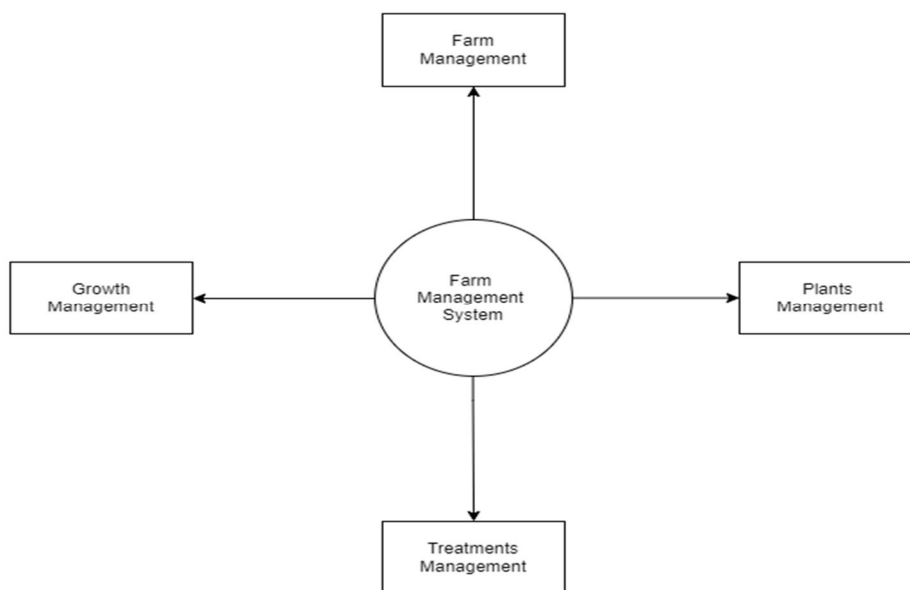 Farm
Management
Growth
Management
Farm
Management
System
Plants
Management
Treatments
Management